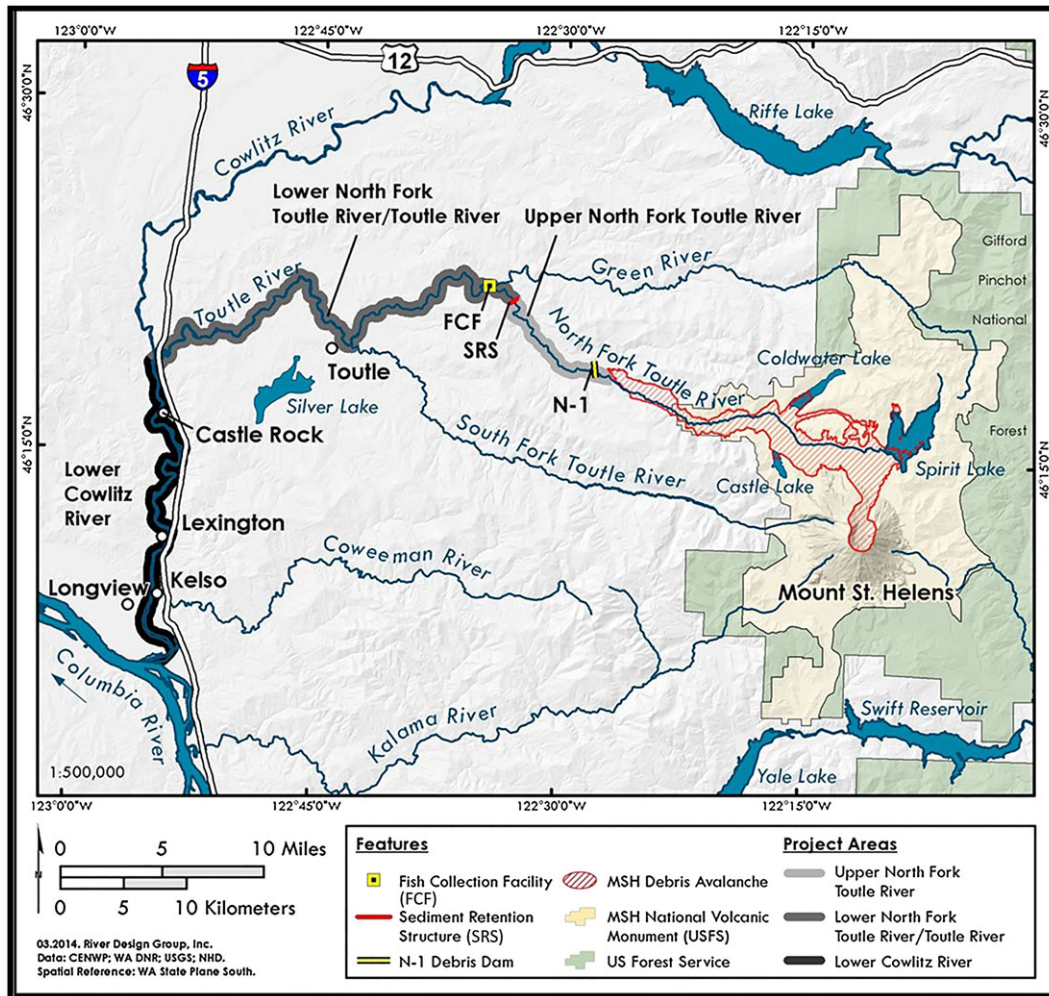 123°0'0"W
122°45'0"W
122°30'0"W
122°15'0"W
46°30'0"N
46°30'0"N
46°15'0"N
46°15'0"N
5
12
Cowlitz River
Riffe Lake
Lower North Fork
Toutle River/Toutle River
Upper North Fork Toutle River
Gifford
Pinchot
National
Forest
Green River
Toutle River
FCF
SRS
North Fork Toutle River
Coldwater Lake
Toutle
N-1
Silver Lake
Castle Rock
South Fork Toutle River
Castle Lake
Spirit Lake
Lower
Cowlitz
River
Lexington
Coweeman River
Longview
Kelso
Mount St. Helens
Columbia
River
Kalama River
Swift Reservoir
Yale Lake
1:500,000
123°0'0"W
122°45'0"W
122°30'0"W
122°15'0"W
N
0 5 10 Miles
0 5 10 Kilometers
03.2014. River Design Group, Inc.
Data: CENWP; WA DNR; USGS; NHD.
Spatial Reference: WA State Plane South.
Features
Fish Collection Facility
(FCF)
Sediment Retention
Structure (SRS)
N-1 Debris Dam
MSH Debris Avalanche
MSH National Volcanic
Monument (USFS)
US Forest Service
Project Areas
Upper North Fork
Toutle River
Lower North Fork
Toutle River/Toutle River
Lower Cowlitz River